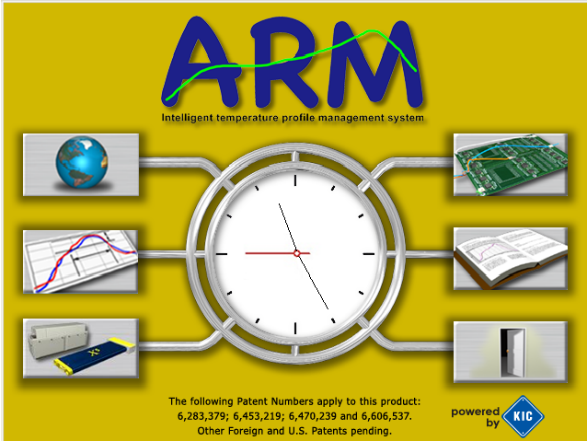 ARM
Intelligent temperature profile management system
The following Patent Numbers apply to this product:
6,283,379; 6,453,219; 6,470,239 and 6,606,537.
Other Foreign and U.S. Patents pending.
powered
by
KIC